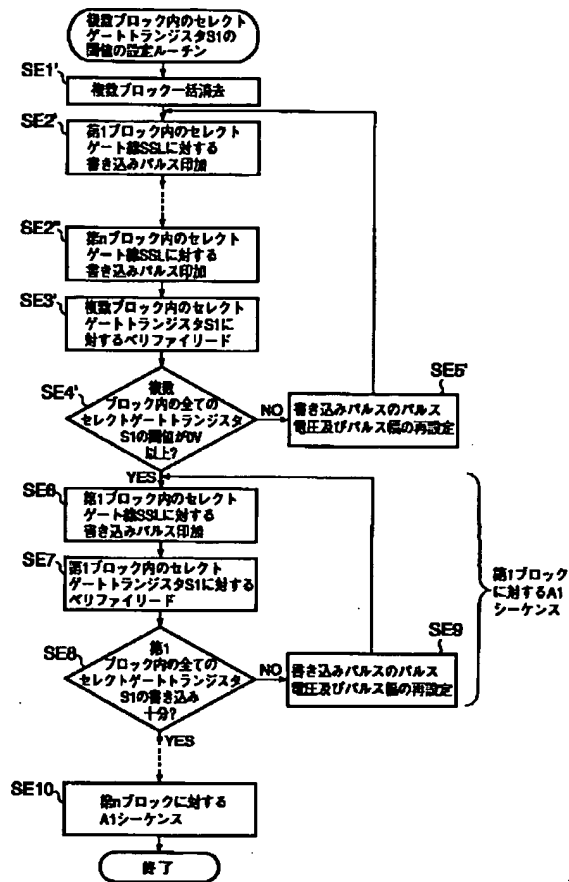 複数ブロック内のセレクト
ゲートトランジスタS1の
閾値の設定ルーチン
SE1'
複数ブロック一括消去
SE2'
第1ブロック内のセレクト
ゲート線SSLに対する
書き込みパルス印加
SE2"
第nブロック内のセレクト
ゲート線SSLに対する
書き込みパルス印加
SE3'
複数ブロック内のセレクト
ゲートトランジスタS1に
対するベリファイリード
SE4'
複数
ブロック内の全ての
セレクトゲートトランジスタ
S1の閾値が0V
以上?
NO
SE5'
書き込みパルスのパルス
電圧及びパルス幅の再設定
YES
SE6
第1ブロック内のセレクト
ゲート線SSLに対する
書き込みパルス印加
SE7
第1ブロック内のセレクト
ゲートトランジスタS1に対する
ベリファイリード
SE8
第1
ブロック内の全ての
セレクトゲートトランジスタ
S1の書き込み
十分?
NO
SE9
書き込みパルスのパルス
電圧及びパルス幅の再設定
第1ブロック
に対するA1
シーケンス
YES
SE10
第nブロックに対する
A1シーケンス
終了